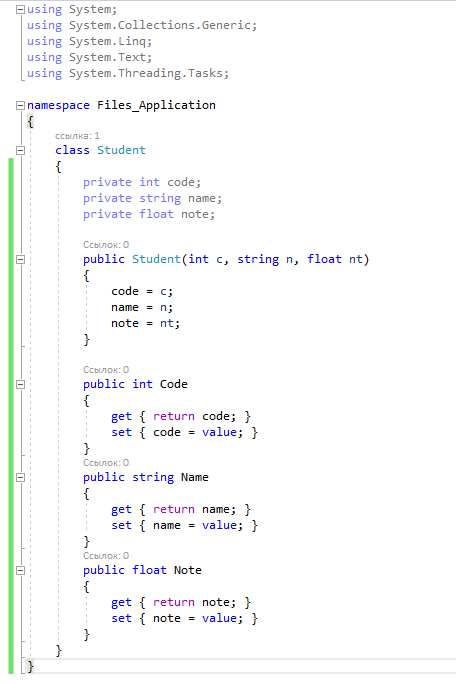 using System;
using System.Collections.Generic;
using System.Linq;
using System.Text;
using System.Threading.Tasks;
namespace Files_Application
{
ссылка: 1
class Student
{
private int code;
private string name;
private float note;
Ссылок: 0
public Student(int c, string n, float nt)
{
code = c;
name = n;
note = nt;
}
Ссылок: 0
public int Code
{
get { return code; }
set { code = value; }
}
Ссылок: 0
public string Name
{
get { return name; }
set { name = value; }
}
Ссылок: 0
public float Note
{
get { return note; }
set { note = value; }
}
}
}